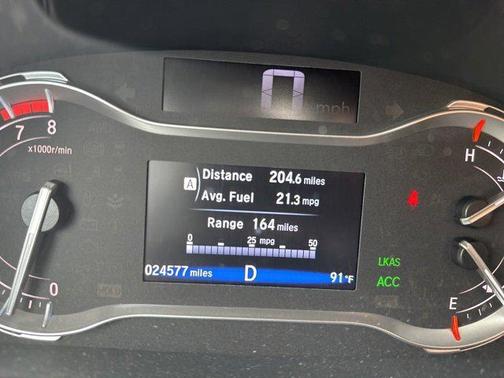 0 mph
7 8
x1000r/min
0
A Distance 204.6 miles
Avg. Fuel 21.3 mpg
Range 164 miles
0 25 50
mpg
024577 miles D 91°F
LKAS
ACC
H
E